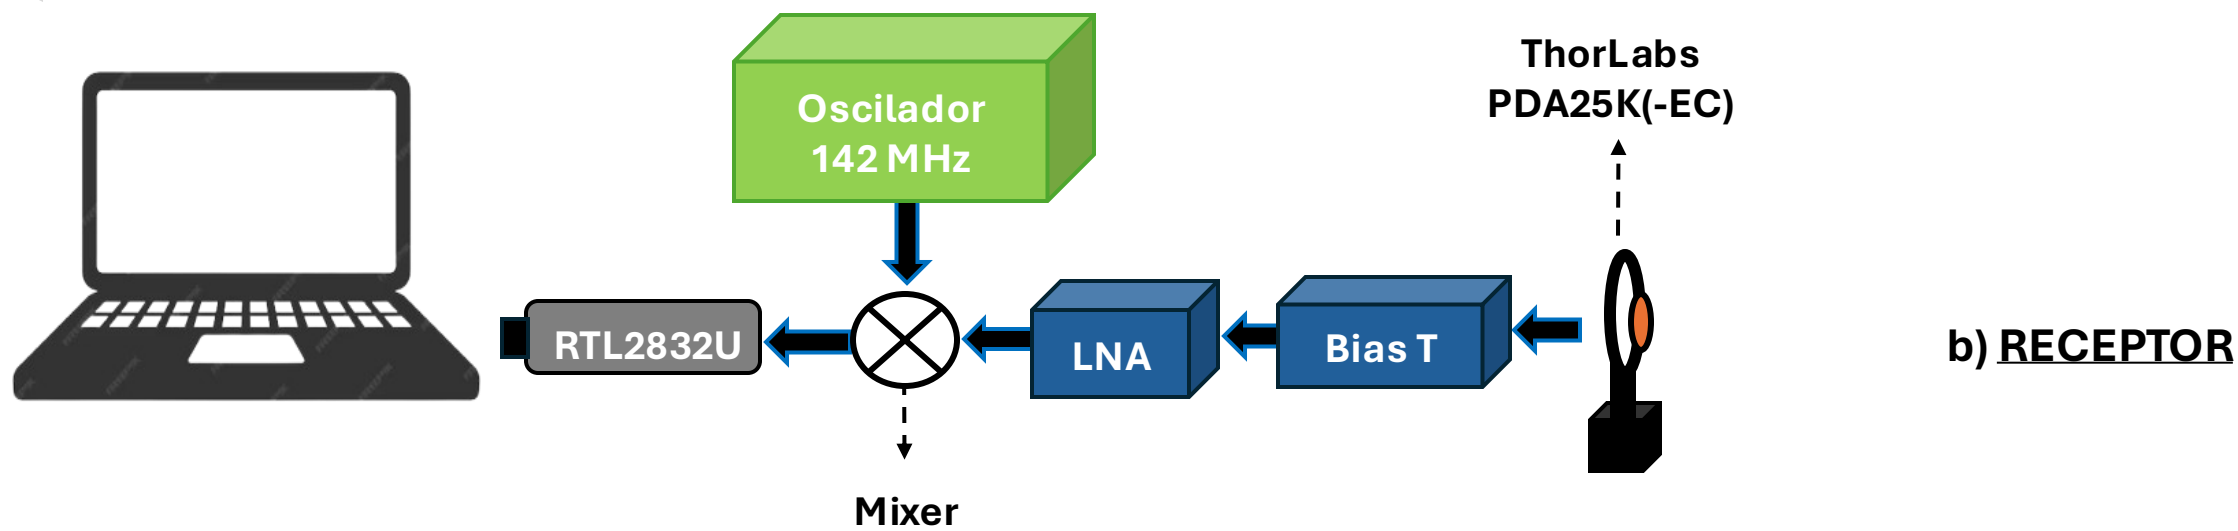 ThorLabs
PDA25K(-EC)
Oscilador
142 MHz
RTL2832U
LNA
Bias T
b) RECEPTOR
Mixer